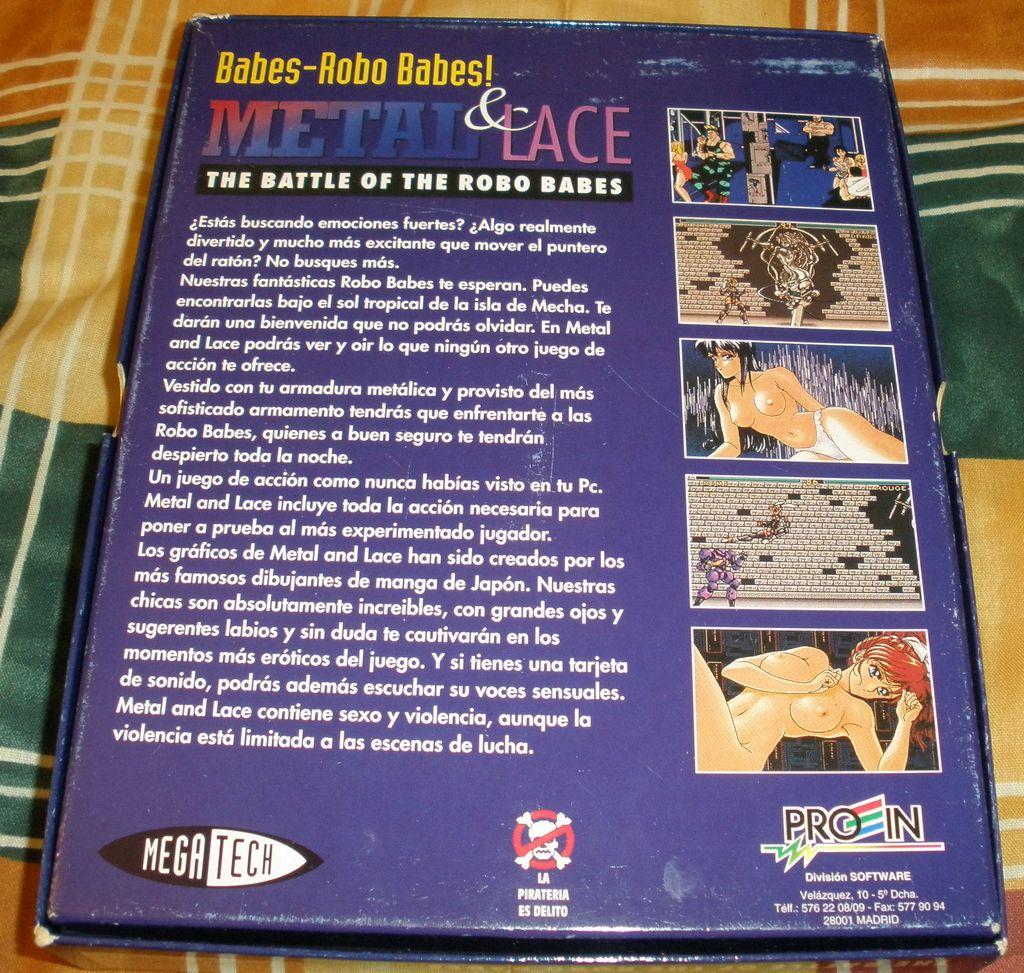 Babes-Robo Babes!
METAL & LACE
THE BATTLE OF THE ROBO BABES
¿Estás buscando emociones fuertes? ¿Algo realmente
divertido y mucho más excitante que mover el puntero
del ratón? No busques más.
Nuestras fantásticas Robo Babes te esperan. Puedes
encontrarlas bajo el sol tropical de la isla de Mecha. Te
darán una bienvenida que no podrás olvidar. En Metal
and Lace podrás ver y oir lo que ningún otro juego de
acción te ofrece.
Vestido con tu armadura metálica y provisto del más
sofisticado armamento tendrás que enfrentarte a las
Robo Babes, quienes a buen seguro te tendrán
despierto toda la noche.
Un juego de acción como nunca habías visto en tu Pc.
Metal and Lace incluye toda la acción necesaria para
poner a prueba al más experimentado jugador.
Los gráficos de Metal and Lace han sido creados por los
más famosos dibujantes de manga de Japón. Nuestras
chicas son absolutamente increibles, con grandes ojos y
sugerentes labios y sin duda te cautivarán en los
momentos más eróticos del juego. Y si tienes una tarjeta
de sonido, podrás además escuchar su voces sensuales.
Metal and Lace contiene sexo y violencia, aunque la
violencia está limitada a las escenas de lucha.
ROUGE
MEGATECH
LA
PIRATERIA
ES DELITO
PROEIN
División SOFTWARE
Velázquez, 10 - 5º Dcha.
Télf.: 576 22 08/09 - Fax: 577 90 94
28001 MADRID